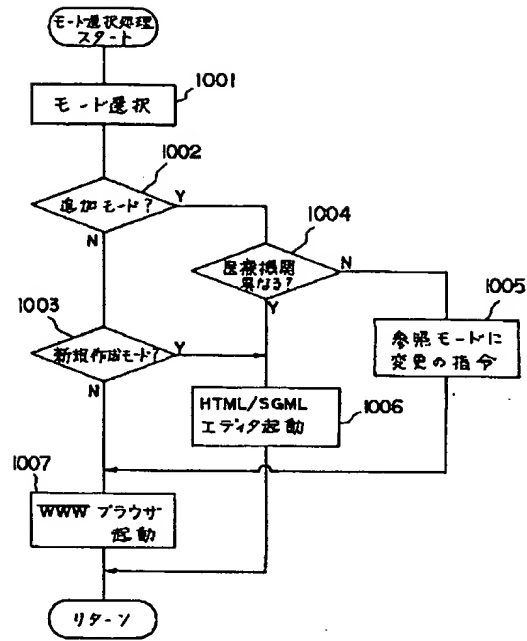 モード選択処理
スタート
1001
モード選択
1002
追加モード?
Y
N
1004
医療機関
異なる?
N
Y
1005
参照モードに
変更の指令
1003
新規作成モード?
Y
N
HTML/SGML
エディタ起動
1006
1007
WWW ブラウザ
起動
リターン